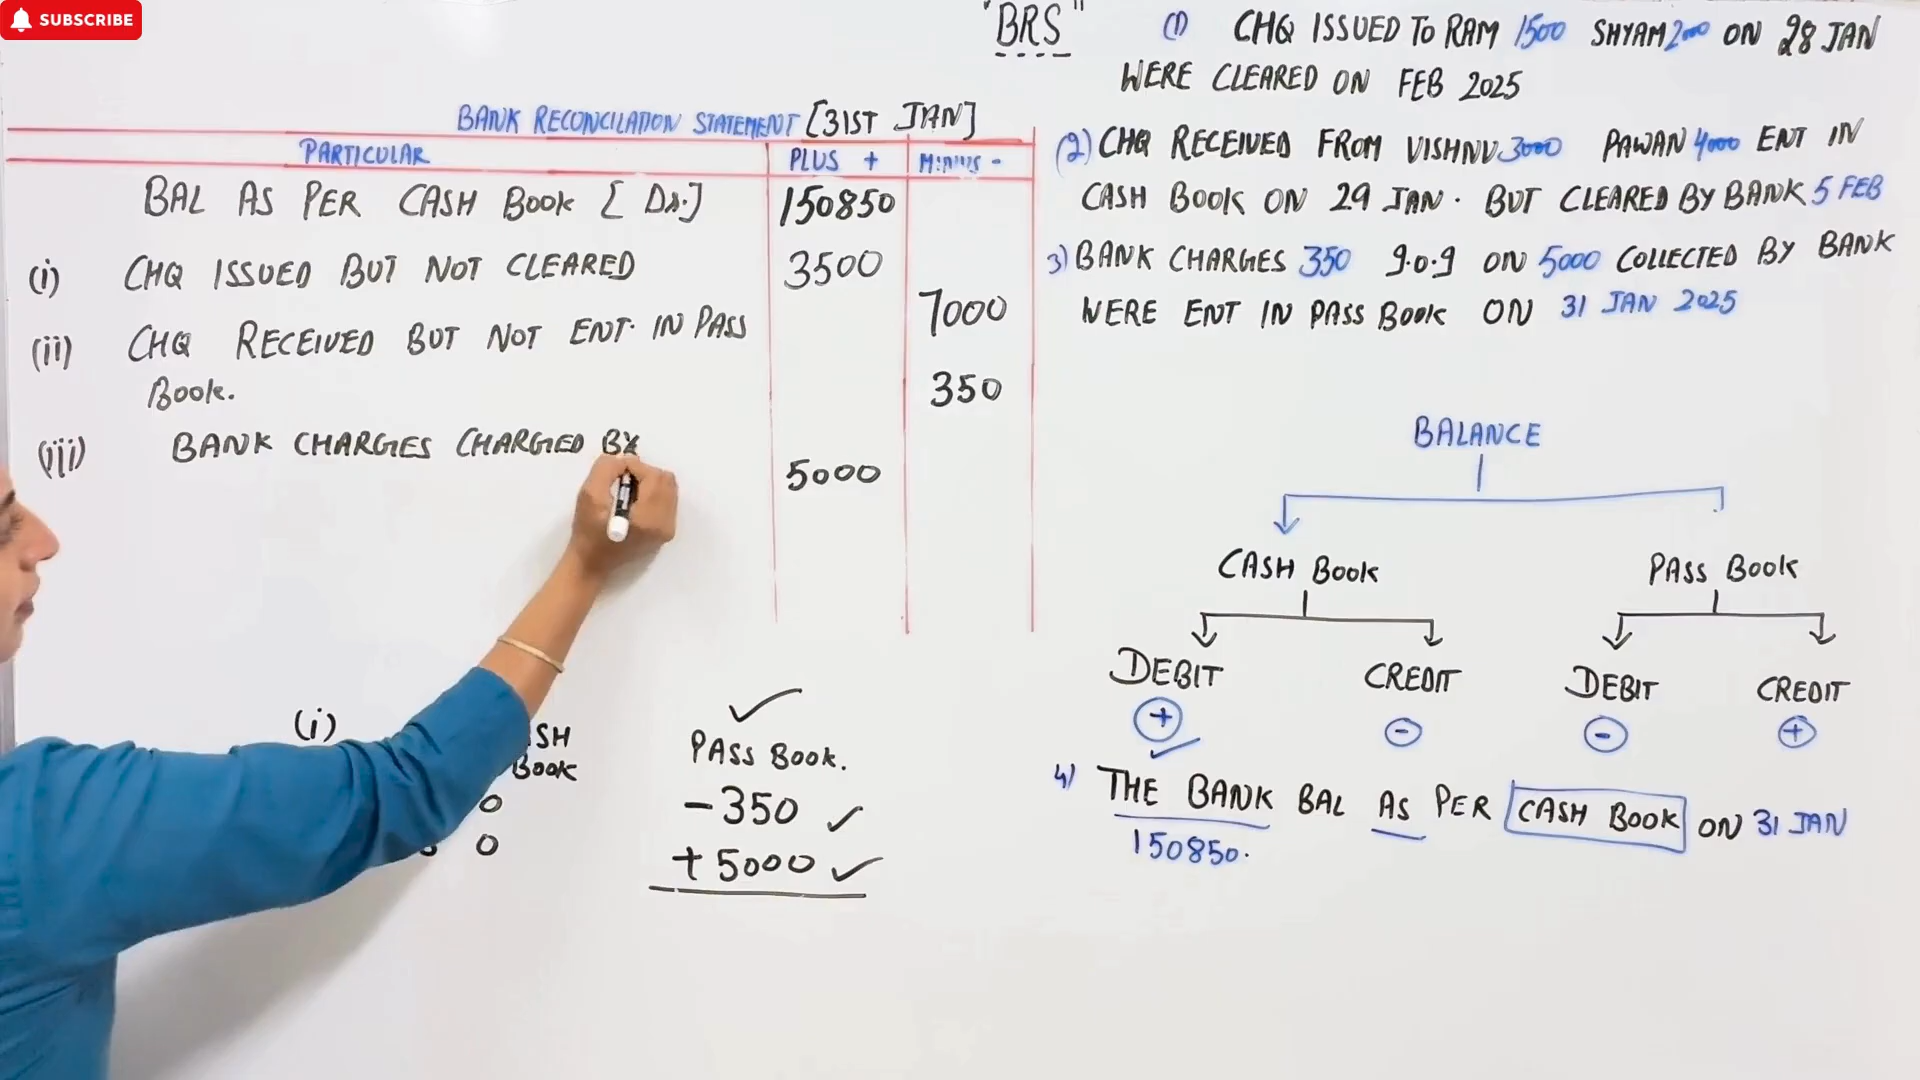 SUBSCRIBE
"BRS"
BANK RECONCILATION STATEMENT [31ST JAN]
PARTICULAR PLUS + MINUS -
BAL AS PER CASH BOOK [Dr.] 150850
(i) CHQ ISSUED BUT NOT CLEARED 3500
(ii) CHQ RECEIVED BUT NOT ENT. IN PASS 7000
BOOK. 350
(iii) BANK CHARGES CHARGED BY
5000
(i)
BOOK
0
0
PASS BOOK.
-350
+5000
(1) CHQ ISSUED TO RAM 1500 SHYAM 2000 ON 28 JAN
WERE CLEARED ON FEB 2025
(2) CHQ RECEIVED FROM VISHNU 3000 PAWAN 4000 ENT IN
CASH BOOK ON 29 JAN. BUT CLEARED BY BANK 5 FEB
3) BANK CHARGES 350 9.0.9 ON 5000 COLLECTED BY BANK
WERE ENT IN PASS BOOK ON 31 JAN 2025
BALANCE
CASH BOOK PASS BOOK
DEBIT CREDIT DEBIT CREDIT
+ - - +
4) THE BANK BAL AS PER CASH BOOK ON 31 JAN
150850.